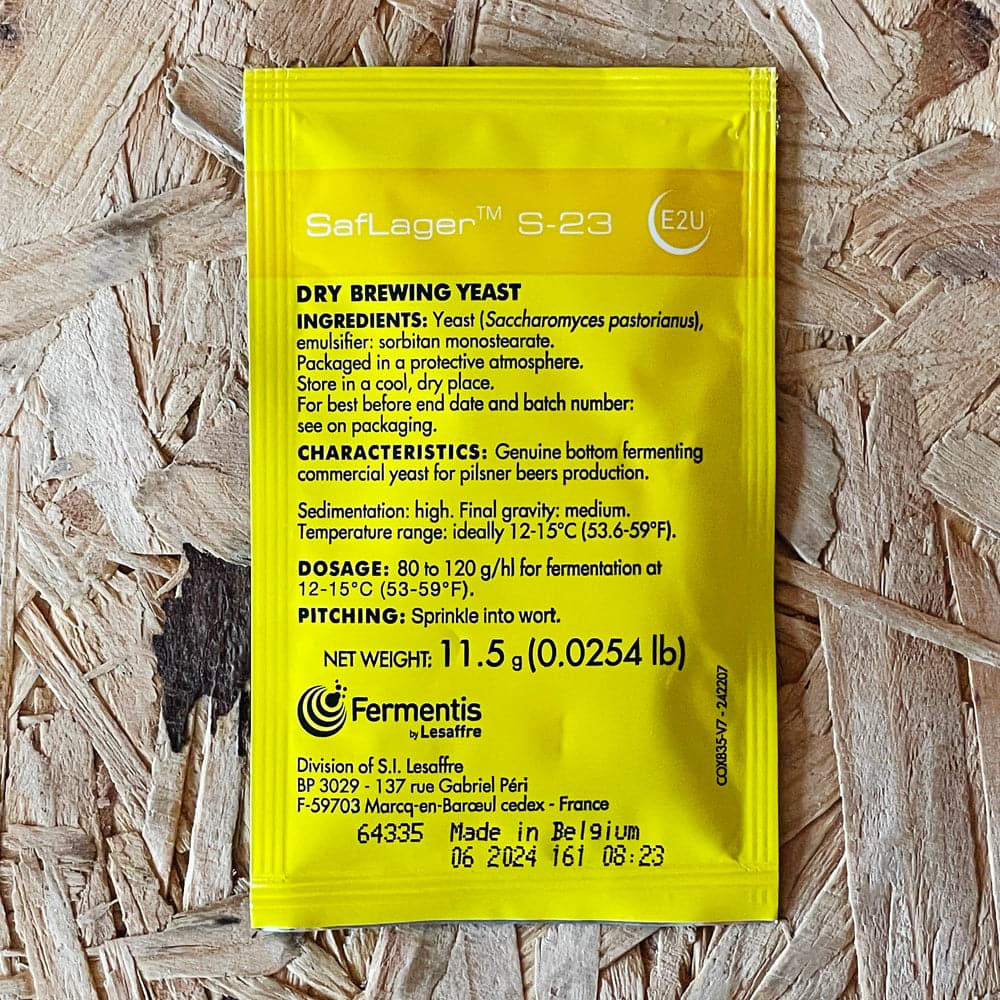 SafLager™ S-23
E2U
DRY BREWING YEAST
INGREDIENTS: Yeast (Saccharomyces pastorianus),
emulsifier: sorbitan monostearate.
Packaged in a protective atmosphere.
Store in a cool, dry place.
For best before end date and batch number:
see on packaging.
CHARACTERISTICS: Genuine bottom fermenting
commercial yeast for pilsner beers production.
Sedimentation: high. Final gravity: medium.
Temperature range: ideally 12-15°C (53.6-59°F).
DOSAGE: 80 to 120 g/hl for fermentation at
12-15°C (53-59°F).
PITCHING: Sprinkle into wort.
NET WEIGHT: 11.5 g (0.0254 lb)
Fermentis
by Lesaffre
COXB35-V7 - 2A2207
Division of S.I. Lesaffre
BP 3029 - 137 rue Gabriel Péri
F-59703 Marcq-en-Barœul cedex - France
64335 Made in Belgium
06 2024 161 08:23